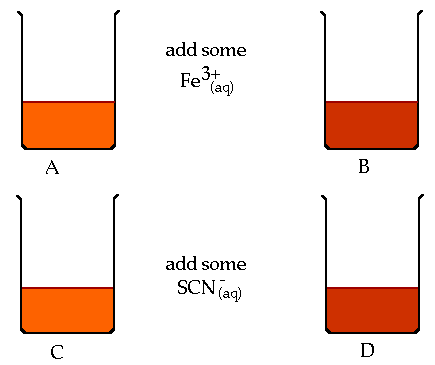 add some
Fe3+(aq)
A
B
add some
SCN-(aq)
C
D